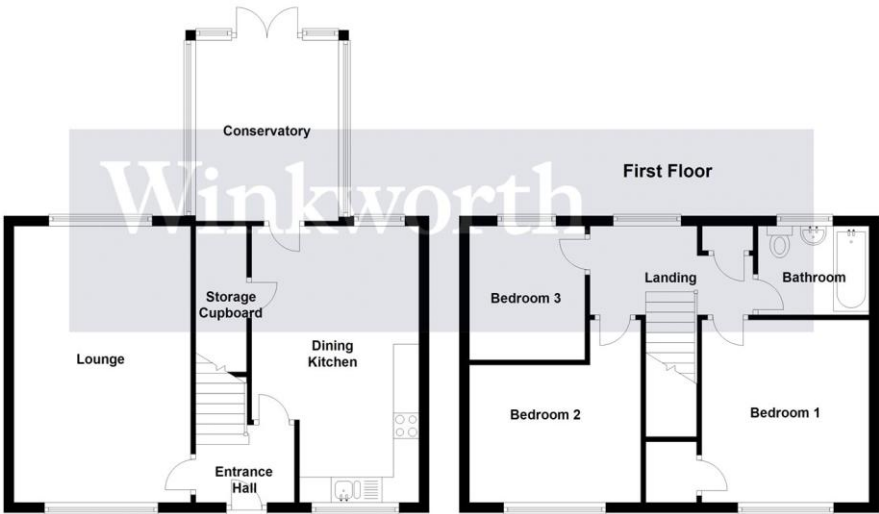 Conservatory
Winkworth
First Floor
Storage
Cupboard
Lounge
Dining
Kitchen
Entrance
Hall
Landing
Bathroom
Bedroom 3
Bedroom 2
Bedroom 1